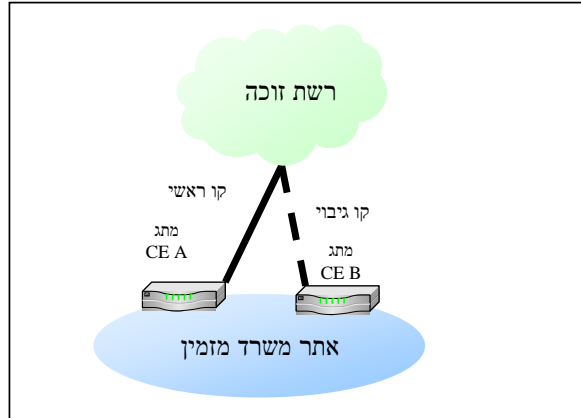 רשת זוכה
קו ראשי
קו גיבוי
מתג
CE A
מתג
CE B
אתר משרד מזמין